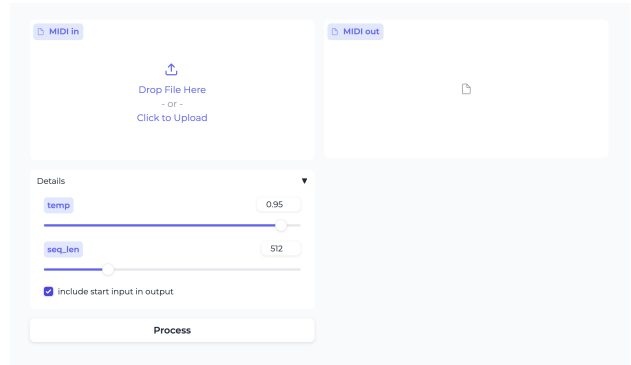 MIDI in
Drop File Here
- or -
Click to Upload
MIDI out
Details ▼
temp 0.95
seq_len 512
include start input in output
Process